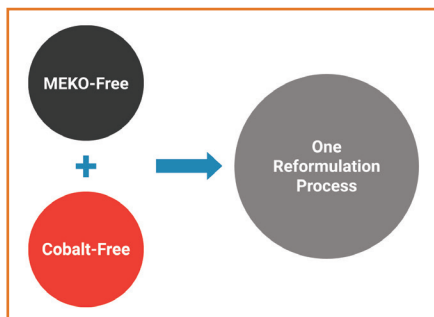 MEKO-Free
+
Cobalt-Free
One
Reformulation
Process